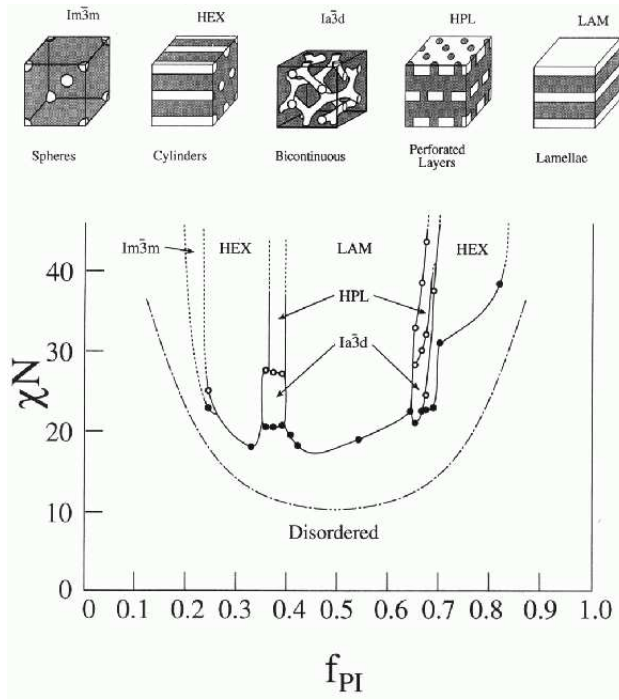 Im3̄m HEX Ia3̄d HPL LAM
Spheres Cylinders Bicontinuous Perforated Layers Lamellae
Im3̄m HEX LAM HEX
HPL
Ia3̄d
Disordered
χN
40
30
20
10
0
0 0.1 0.2 0.3 0.4 0.5 0.6 0.7 0.8 0.9 1.0
f_PI